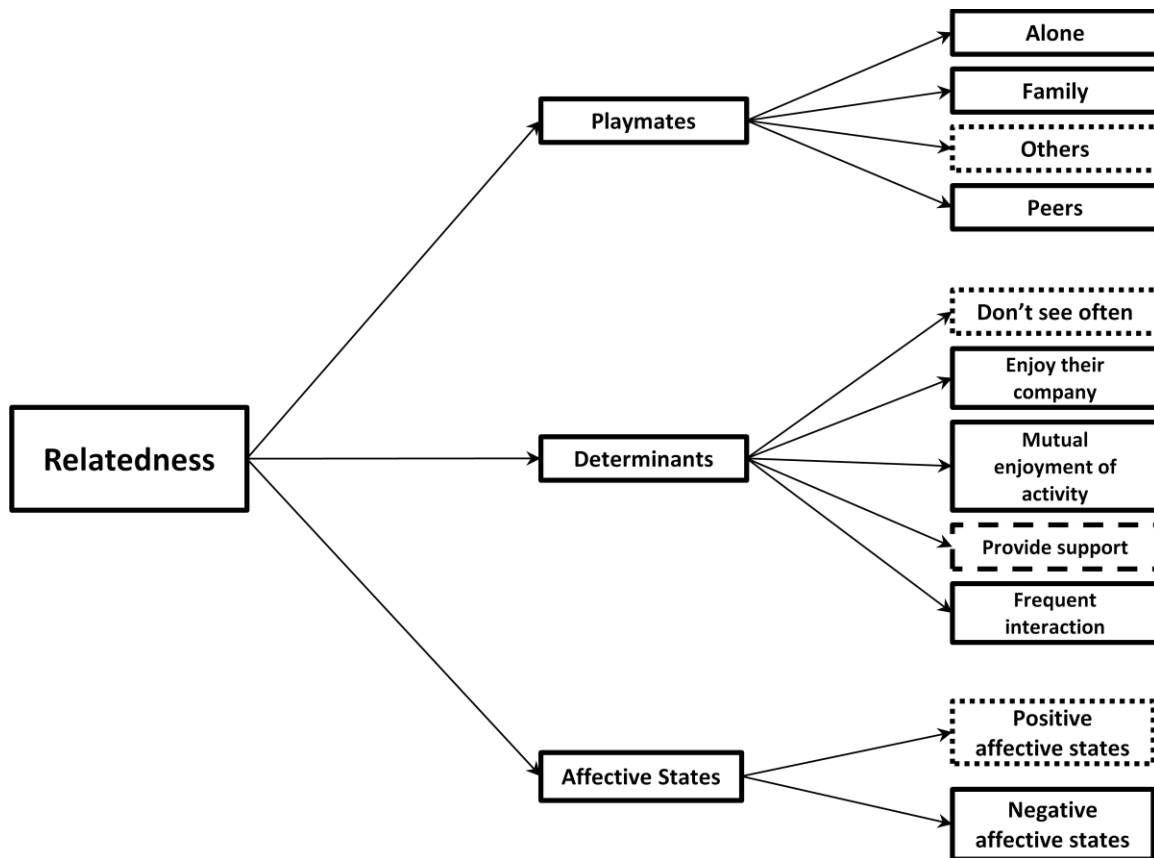 Alone
Family
Playmates
Others
Peers
Don’t see often
Enjoy their
company
Relatedness
Determinants
Mutual
enjoyment of
activity
Provide support
Frequent
interaction
Affective States
Positive
affective states
Negative
affective states